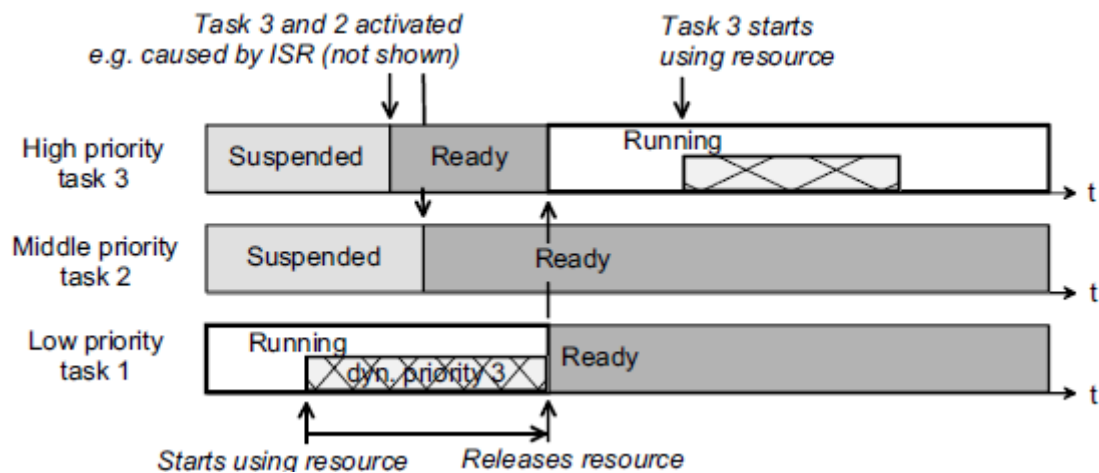 Task 3 and 2 activated
e.g. caused by ISR (not shown)
Task 3 starts
using resource
High priority
task 3
Suspended
Ready
Running
t
Middle priority
task 2
Suspended
Ready
t
Low priority
task 1
Running
dyn. priority 3
Ready
t
Starts using resource
Releases resource